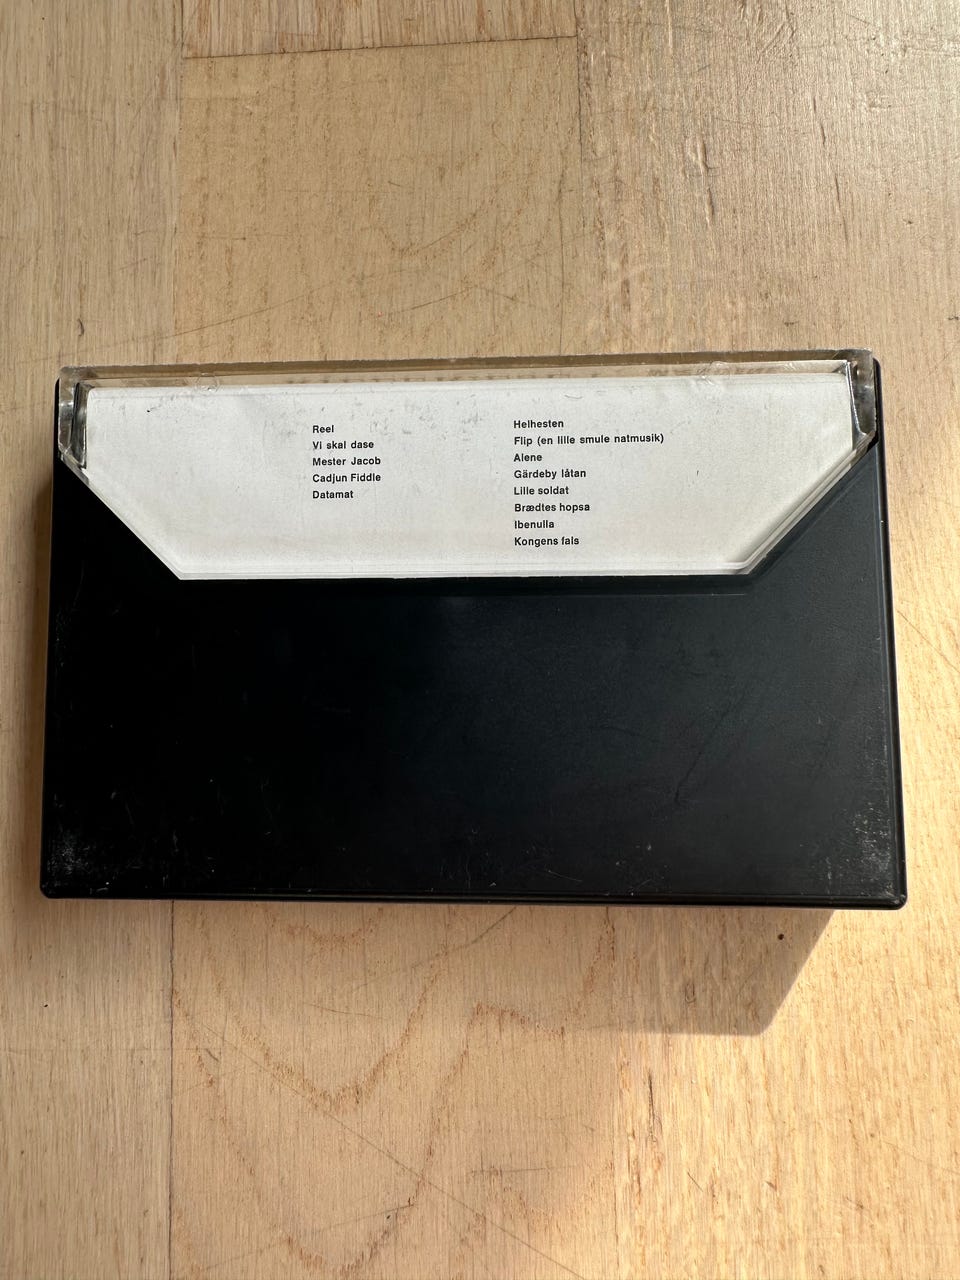 Reel
Vi skal dase
Mester Jacob
Cadjun Fiddle
Datamat
Helhesten
Flip (en lille smule natmusik)
Alene
Gärdeby låtan
Lille soldat
Brædtes hopsa
Ibenulla
Kongens fals